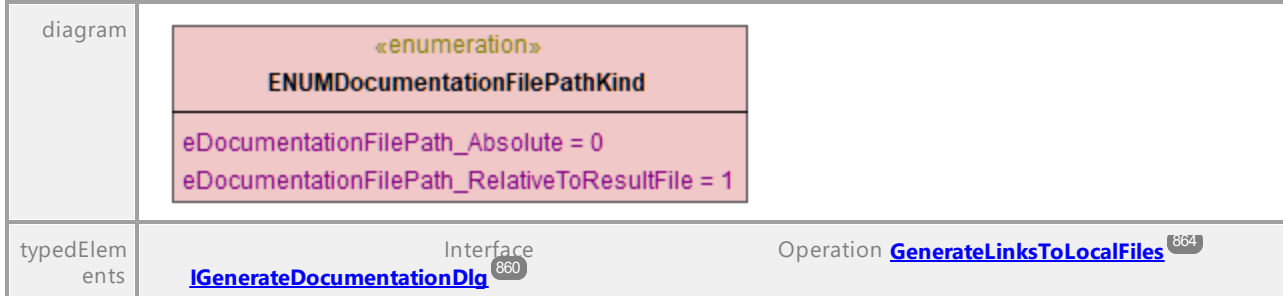 diagram
«enumeration»
ENUMDocumentationFilePathKind
eDocumentationFilePath_Absolute = 0
eDocumentationFilePath_RelativeToResultFile = 1
typedElem
ents
Interface
IGenerateDocumentationDlg 860
Operation GenerateLinksToLocalFiles 864